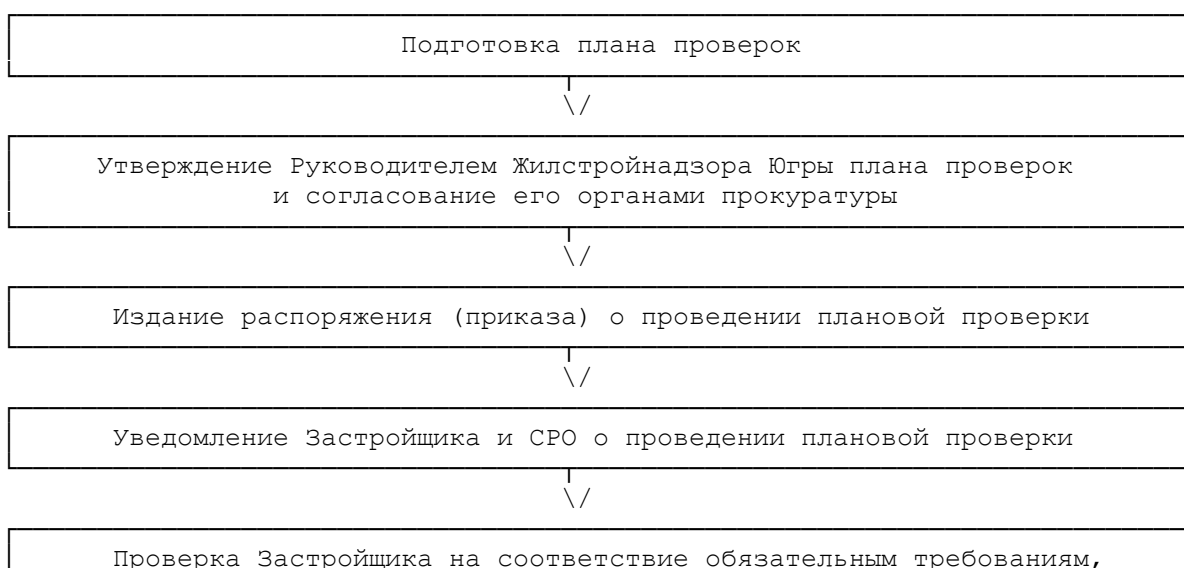 Подготовка плана проверок
\/
Утверждение Руководителем Жилстройнадзора Югры плана проверок
и согласование его органами прокуратуры
\/
Издание распоряжения (приказа) о проведении плановой проверки
\/
Уведомление Застройщика и СРО о проведении плановой проверки
\/
Проверка Застройщика на соответствие обязательным требованиям,